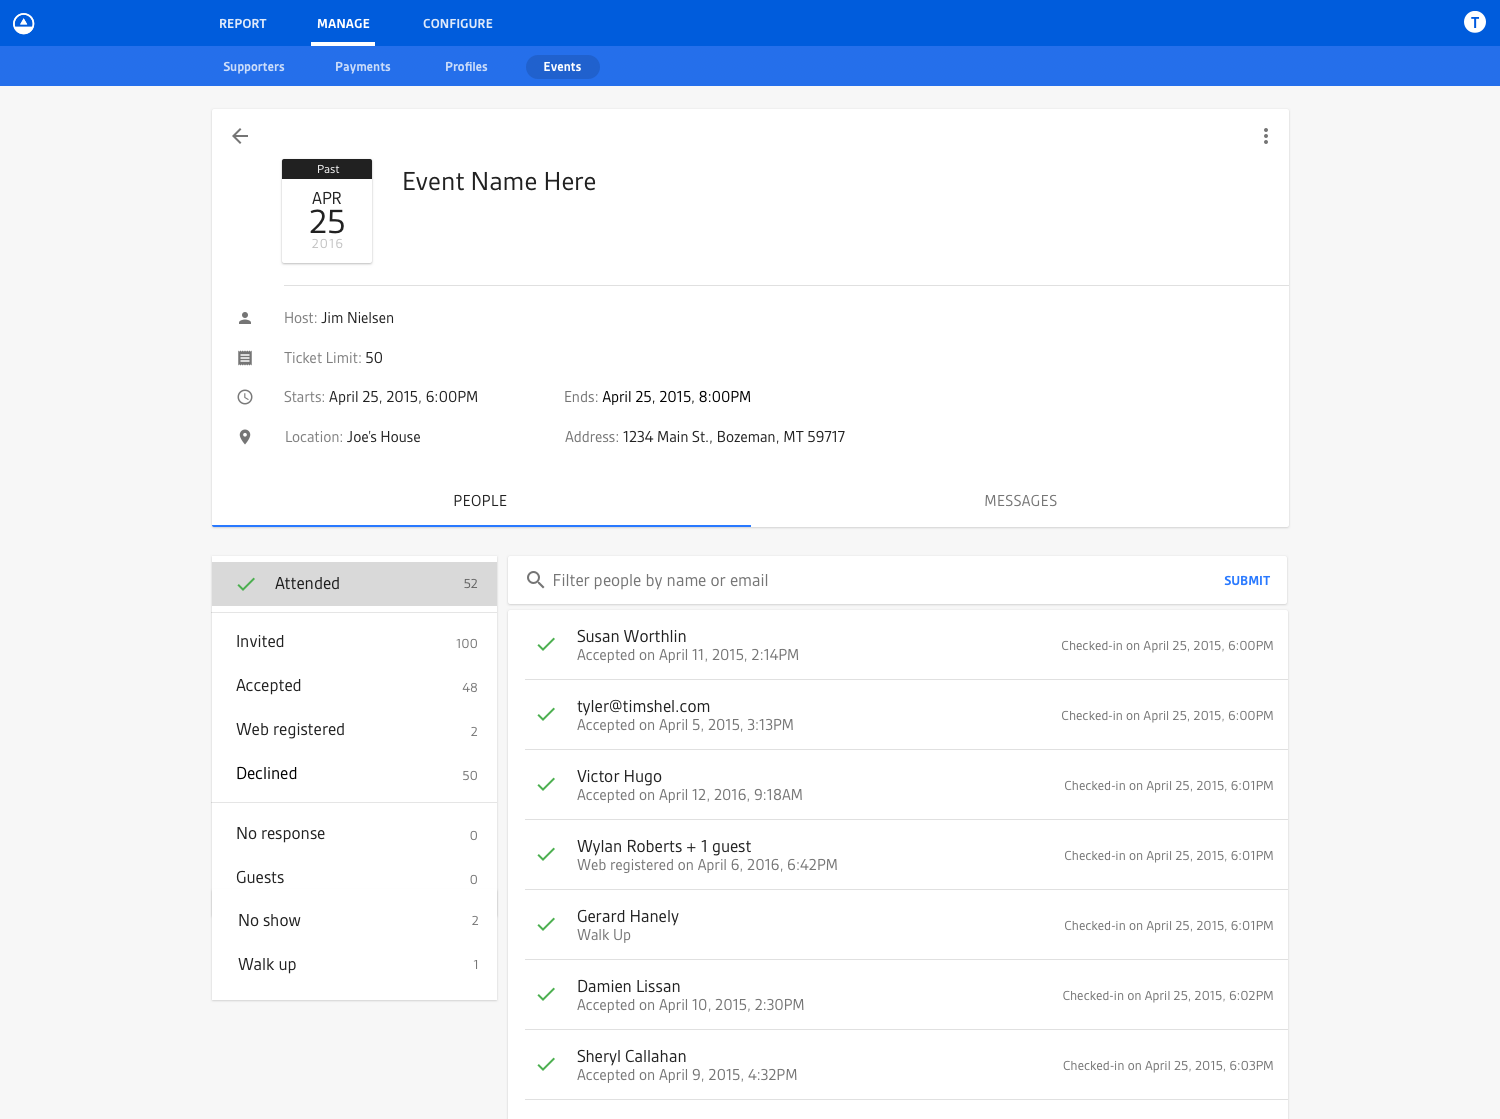 REPORT MANAGE CONFIGURE T
Supporters Payments Profiles Events
Past
APR
25
2016
Event Name Here
Host: Jim Nielsen
Ticket Limit: 50
Starts: April 25, 2015, 6:00PM Ends: April 25, 2015, 8:00PM
Location: Joe's House Address: 1234 Main St., Bozeman, MT 59717
PEOPLE MESSAGES
Attended 52
Invited 100
Accepted 48
Web registered 2
Declined 50
No response 0
Guests 0
No show 2
Walk up 1
Filter people by name or email SUBMIT
Susan Worthlin
Accepted on April 11, 2015, 2:14PM
Checked-in on April 25, 2015, 6:00PM
tyler@timshel.com
Accepted on April 5, 2015, 3:13PM
Checked-in on April 25, 2015, 6:00PM
Victor Hugo
Accepted on April 12, 2016, 9:18AM
Checked-in on April 25, 2015, 6:01PM
Wylan Roberts + 1 guest
Web registered on April 6, 2016, 6:42PM
Checked-in on April 25, 2015, 6:01PM
Gerard Hanely
Walk Up
Checked-in on April 25, 2015, 6:01PM
Damien Lissan
Accepted on April 10, 2015, 2:30PM
Checked-in on April 25, 2015, 6:02PM
Sheryl Callahan
Accepted on April 9, 2015, 4:32PM
Checked-in on April 25, 2015, 6:03PM